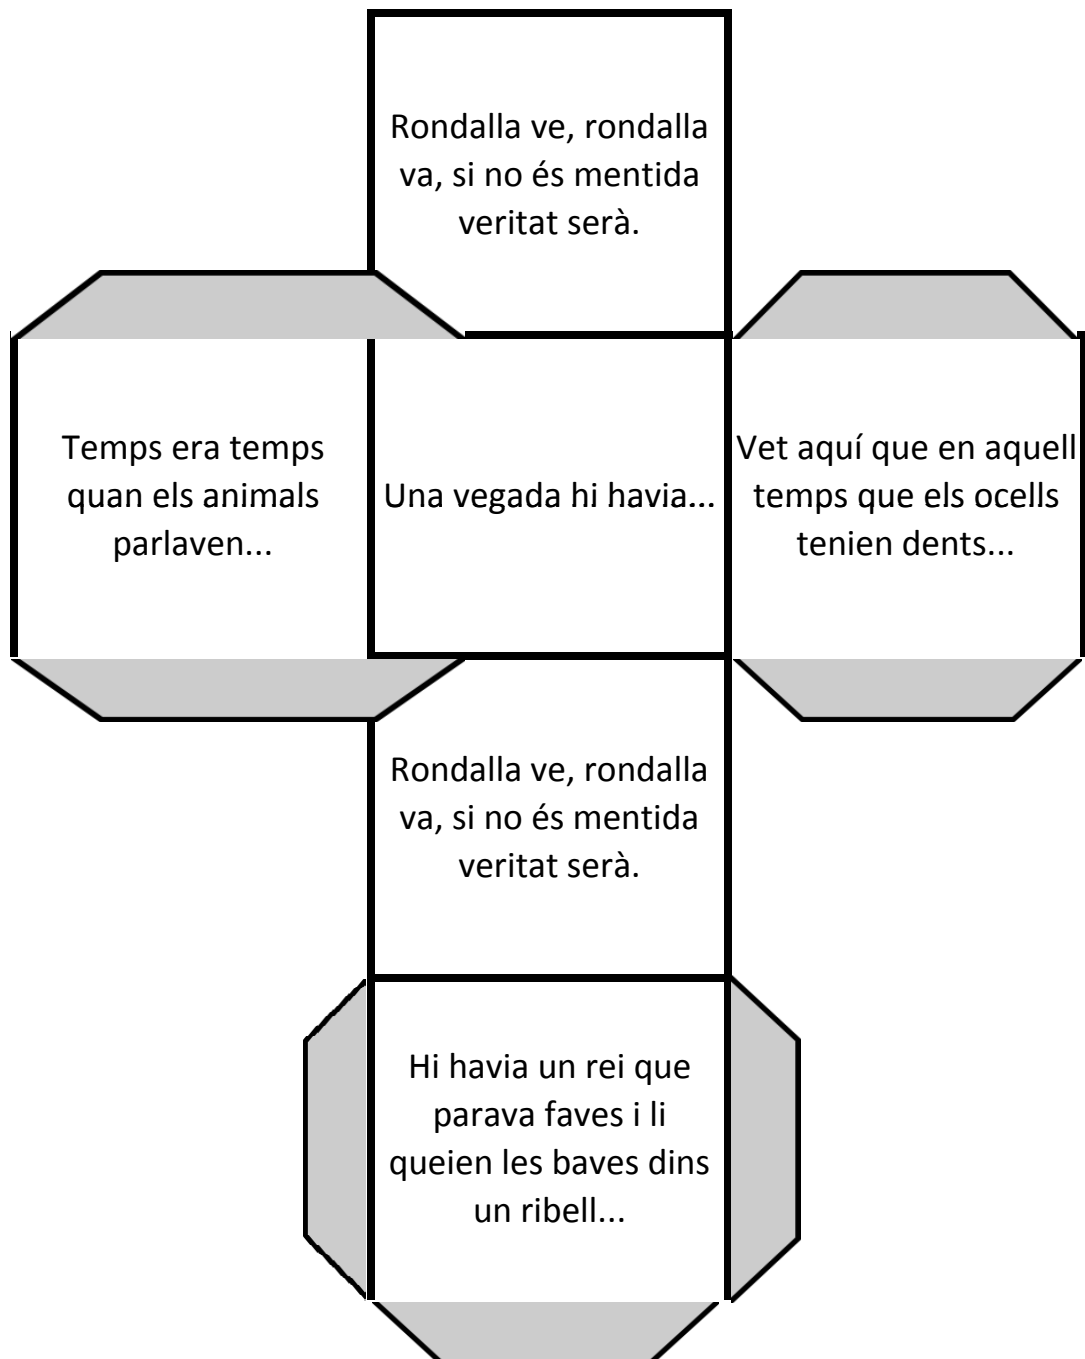 Rondalla ve, rondalla
va, si no és mentida
veritat serà.
Temps era temps
quan els animals
parlaven...
Una vegada hi havia...
Vet aquí que en aquell
temps que els ocells
tenien dents...
Rondalla ve, rondalla
va, si no és mentida
veritat serà.
Hi havia un rei que
parava faves i li
queien les baves dins
un ribell...